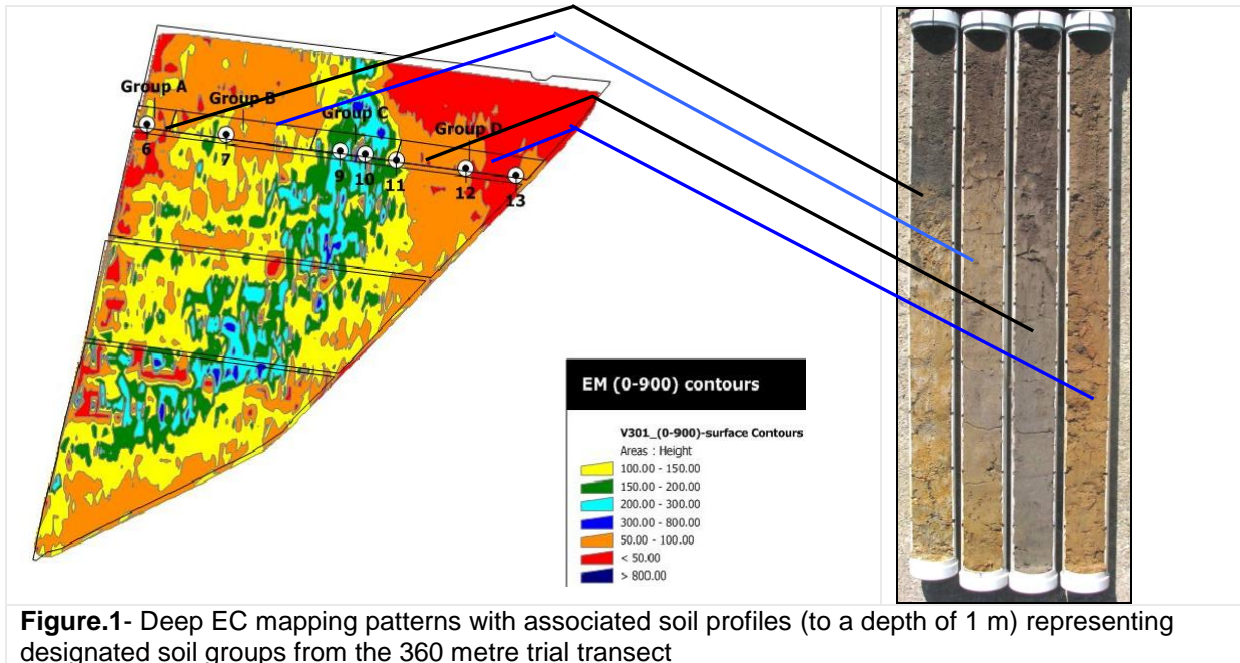 Group A
Group B
Group C
Group D
6
7
9
10
11
12
13
EM (0-900) contours
V301_(0-900)-surface Contours
Areas : Height
100.00 - 150.00
150.00 - 200.00
200.00 - 300.00
300.00 - 800.00
50.00 - 100.00
< 50.00
> 800.00
Figure.1- Deep EC mapping patterns with associated soil profiles (to a depth of 1 m) representing
designated soil groups from the 360 metre trial transect